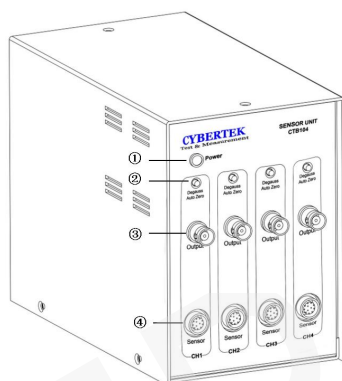 CYBERTEK
Test & Measurement
SENSOR UNIT
CTB104
①
Power
②
Degauss
Auto Zero
Degauss
Auto Zero
Degauss
Auto Zero
Degauss
Auto Zero
③
Output
Output
Output
Output
④
Sensor
Sensor
Sensor
Sensor
CH1
CH2
CH3
CH4